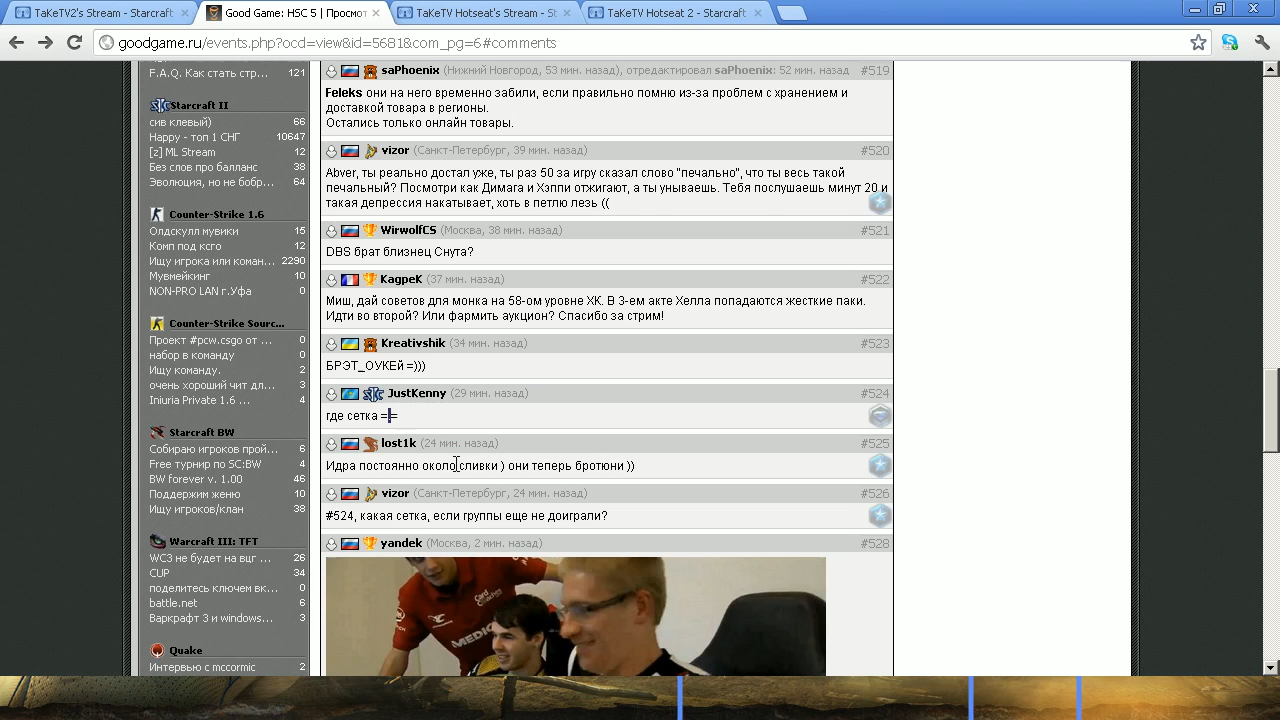 TaKeTV2's Stream - Starcraft
Good Game: HSC 5 | Просмот
TaKeTV Hotseat's Stream - St
TaKeTV Hotseat 2 - Starcraft
goodgame.ru/events.php?ocd=view&id=5681&com_pg=6#comments
F.A.Q. Как стать стр... 121
Starcraft II
сив клевый) 66
Happy - топ 1 СНГ 10647
[z] ML Stream 12
Без слов про балланс 38
Эволюция, но не бобр... 64
Counter-Strike 1.6
Олдскулл мувики 15
Комп под ксго 12
Ищу игрока или коман... 2290
Мувмейкинг 10
NON-PRO LAN г.Уфа 0
Counter-Strike Sourc...
Проект #pcw.csgo от ... 0
набор в команду 0
Ищу команду. 2
очень хороший чит дл... 3
Iniuria Private 1.6 ... 4
Starcraft BW
Собираю игроков прой... 6
Free турнир по SC:BW 4
BW forever v. 1.00 46
Поддержим женю 10
Ищу игроков/клан 38
Warcraft III: TFT
WC3 не будет на вцг ... 26
CUP 34
поделитесь ключем вк... 0
battle.net 6
Варкрафт 3 и windows... 3
Quake
Интервью с mccormic 2
saPhoenix (Нижний Новгород, 53 мин. назад), отредактировал saPhoenix: 52 мин. назад #519
Feleks они на него временно забили, если правильно помню из-за проблем с хранением и
доставкой товара в регионы.
Остались только онлайн товары.
vizor (Санкт-Петербург, 39 мин. назад) #520
Abver, ты реально достал уже, ты раз 50 за игру сказал слово "печально", что ты весь такой
печальный? Посмотри как Димага и Хэппи отжигают, а ты унываешь. Тебя послушаешь минут 20 и
такая депрессия накатывает, хоть в петлю лезь ((
WirwolfCS (Москва, 38 мин. назад) #521
DBS брат близнец Снута?
KagpeK (37 мин. назад) #522
Миш, дай советов для монка на 58-ом уровне ХК. В 3-ем акте Хелла попадаются жесткие паки.
Идти во второй? Или фармить аукцион? Спасибо за стрим!
Kreativshik (34 мин. назад) #523
БРЭТ_ОУКЕй =)))
JustKenny (29 мин. назад) #524
где сетка =|=
lost1k (24 мин. назад) #525
Идра постоянно около сливки ) они теперь бротюни ))
vizor (Санкт-Петербург, 24 мин. назад) #526
#524, какая сетка, если группы еще не доиграли?
yandek (Москва, 2 мин. назад) #528